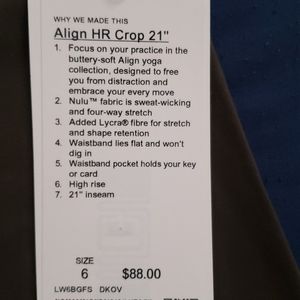 WHY WE MADE THIS
Align HR Crop 21"
1. Focus on your practice in the
buttery-soft Align yoga
collection, designed to free
you from distraction and
embrace your every move
2. Nulu™ fabric is sweat-wicking
and four-way stretch
3. Added Lycra® fibre for stretch
and shape retention
4. Waistband lies flat and won't
dig in
5. Waistband pocket holds your key
or card
6. High rise
7. 21" inseam
SIZE
6 $88.00
LW6BGFS DKOV